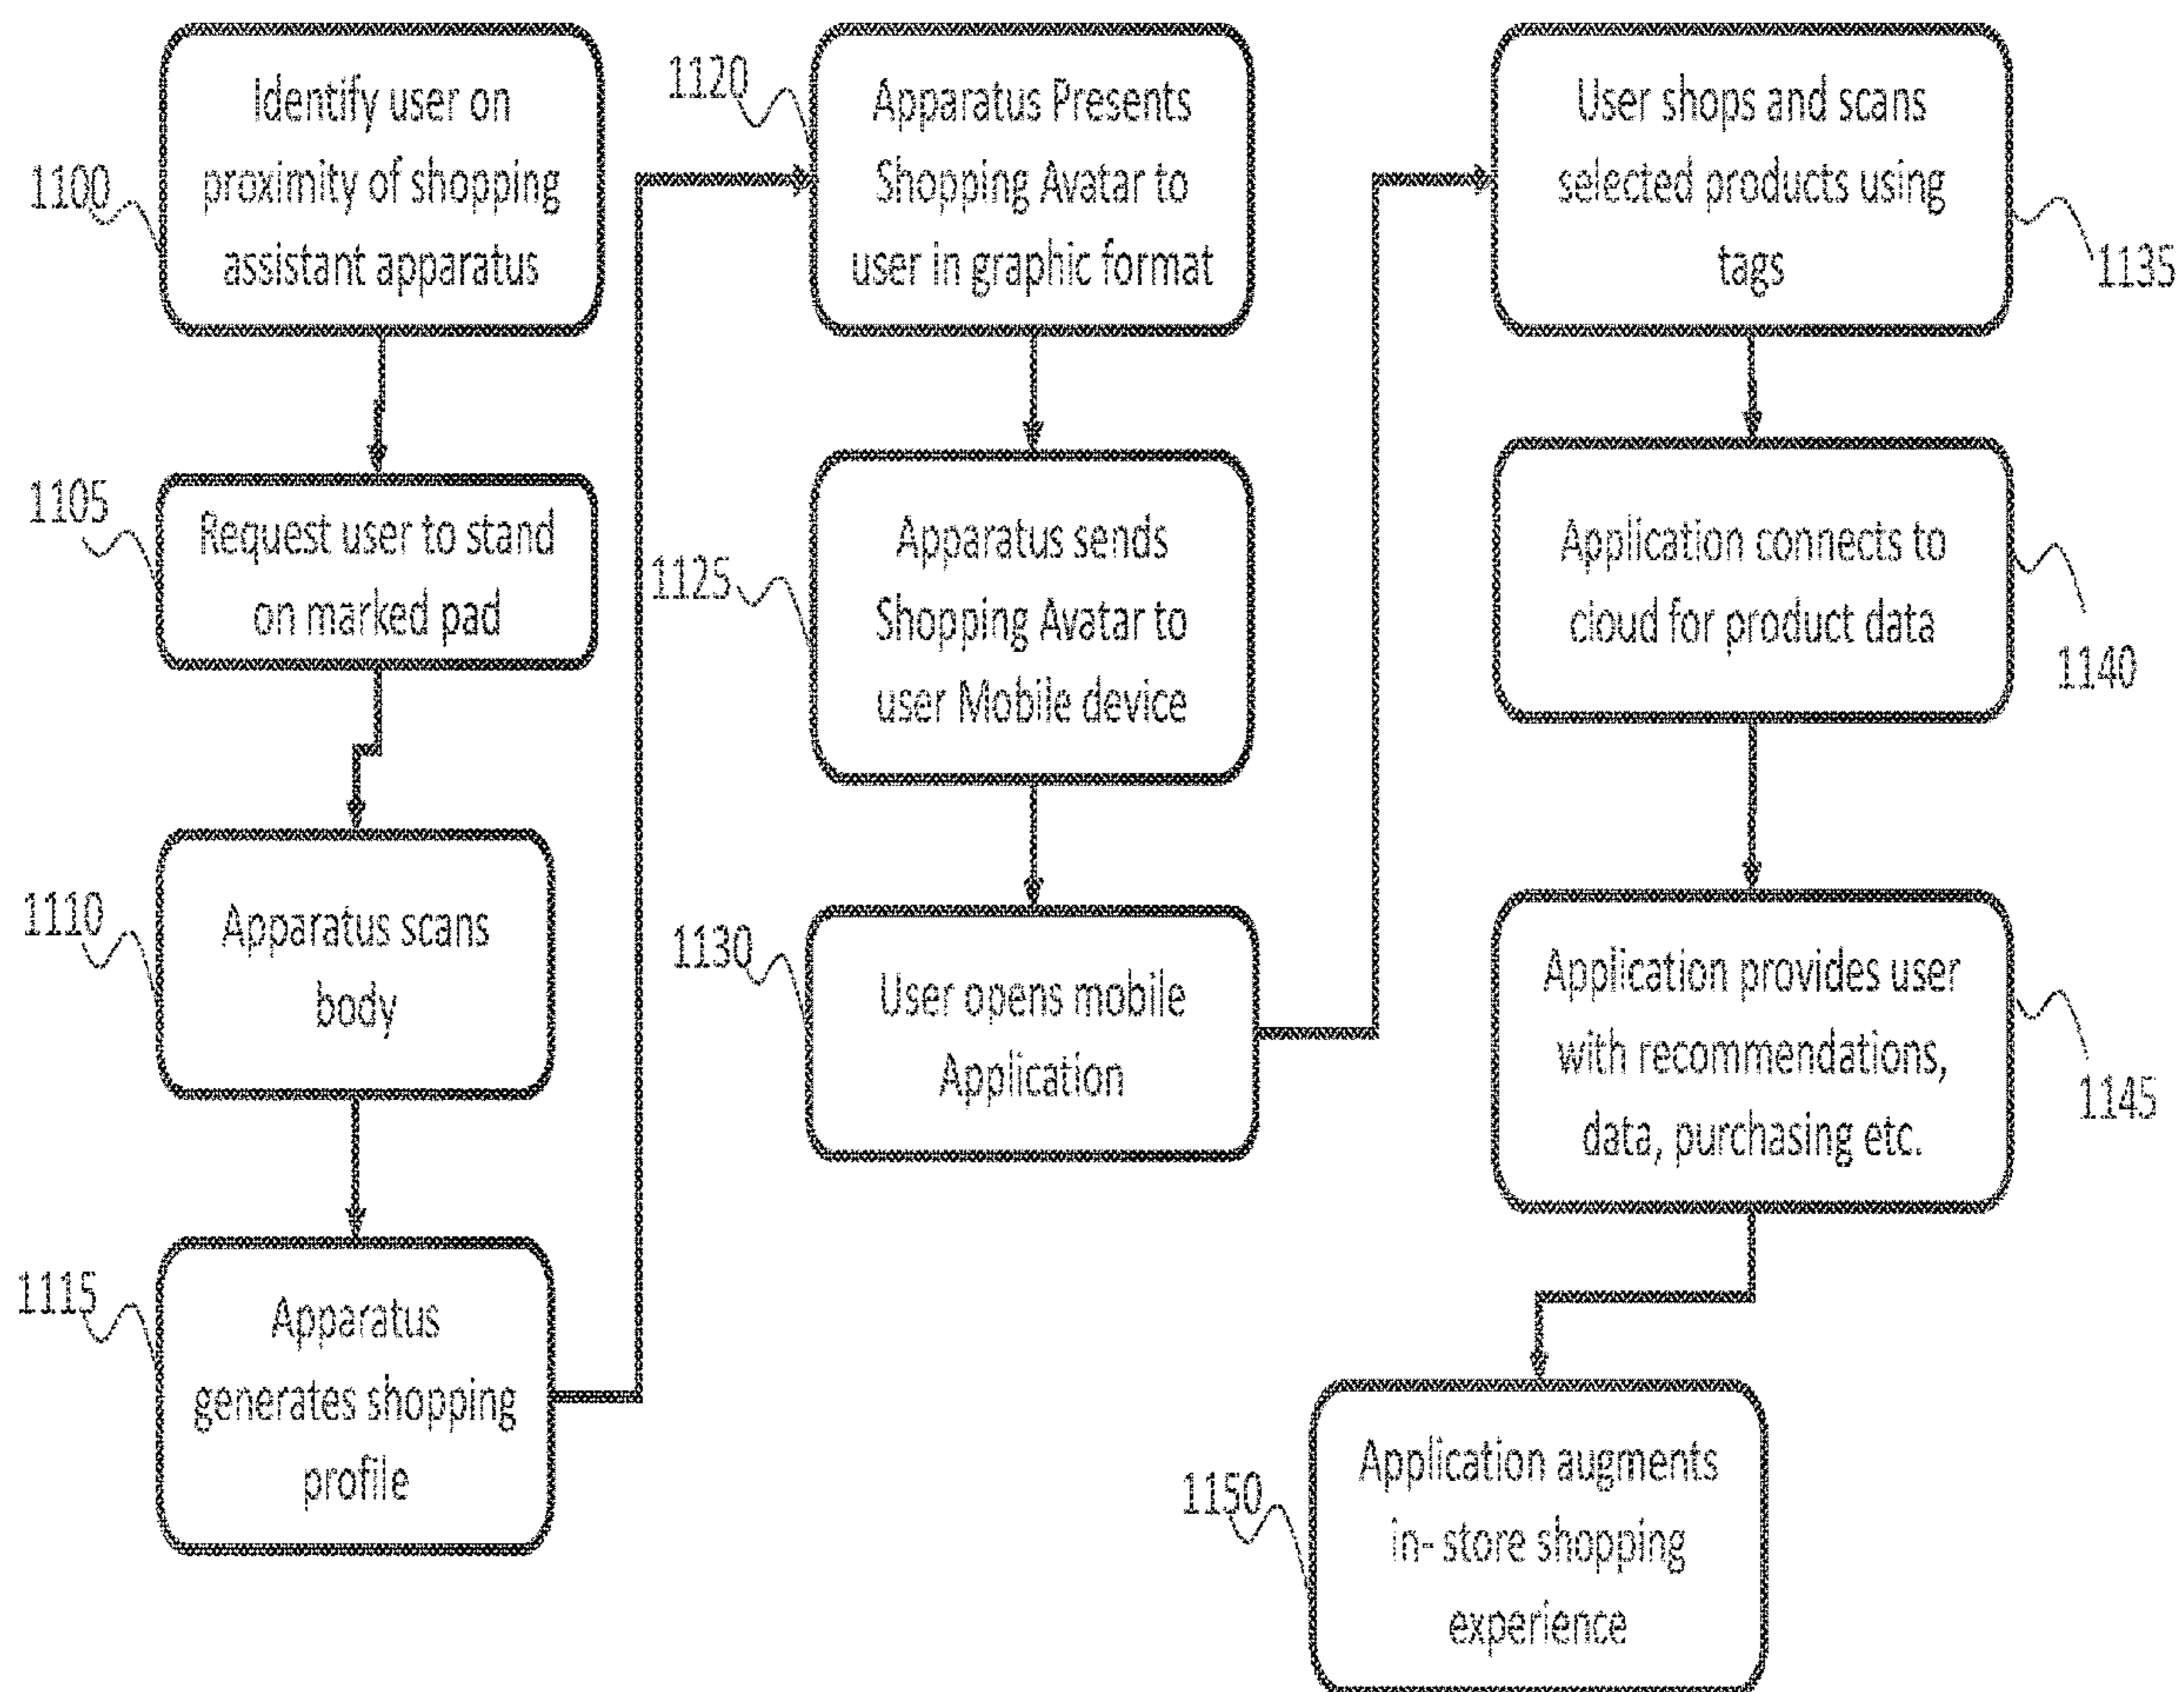 1100
Identify user on
proximity of shopping
assistant apparatus
1105
Request user to stand
on marked pad
1110
Apparatus scans
body
1115
Apparatus
generates shopping
profile
1120
Apparatus Presents
Shopping Avatar to
user in graphic format
1125
Apparatus sends
Shopping Avatar to
user Mobile device
1130
User opens mobile
Application
User shops and scans
selected products using
tags
1135
Application connects to
cloud for product data
1140
Application provides user
with recommendations,
data, purchasing etc.
1145
1150
Application augments
in- store shopping
experience